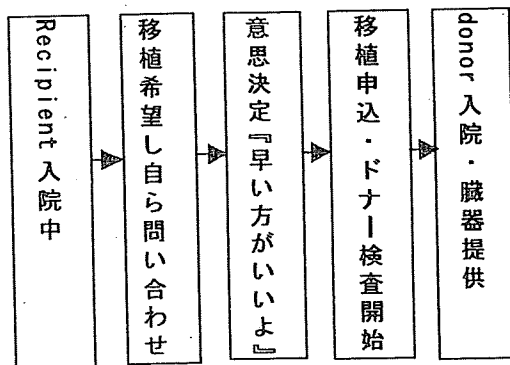 Recipient 入院中
移植希望し自ら問い合わせ
意思決定『早い方がいいよ』
移植申込・ドナー検査開始
donor 入院・臓器提供